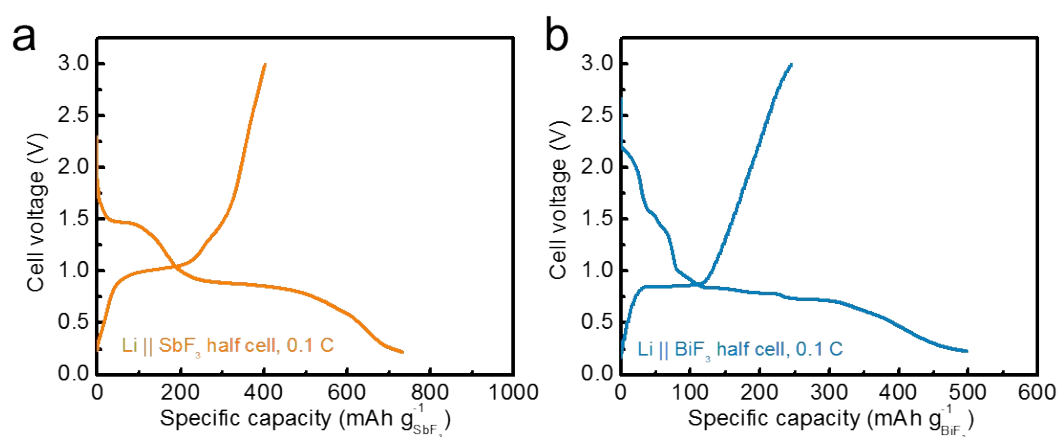 a
3.0
2.5
2.0
1.5
1.0
0.5
0.0
Cell voltage (V)
Li || SbF₃ half cell, 0.1 C
0 200 400 600 800 1000
Specific capacity (mAh g⁻¹SbF₃)
b
3.0
2.5
2.0
1.5
1.0
0.5
0.0
Cell voltage (V)
Li || BiF₃ half cell, 0.1 C
0 100 200 300 400 500 600
Specific capacity (mAh g⁻¹BiF₃)